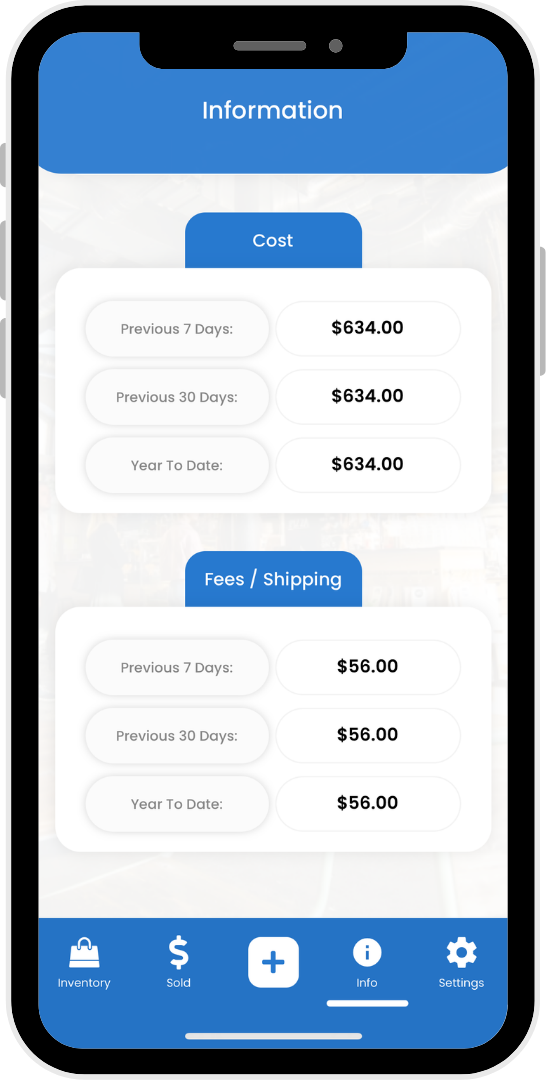 Information
Cost
Previous 7 Days: $634.00
Previous 30 Days: $634.00
Year To Date: $634.00
Fees / Shipping
Previous 7 Days: $56.00
Previous 30 Days: $56.00
Year To Date: $56.00
Inventory Sold Info Settings